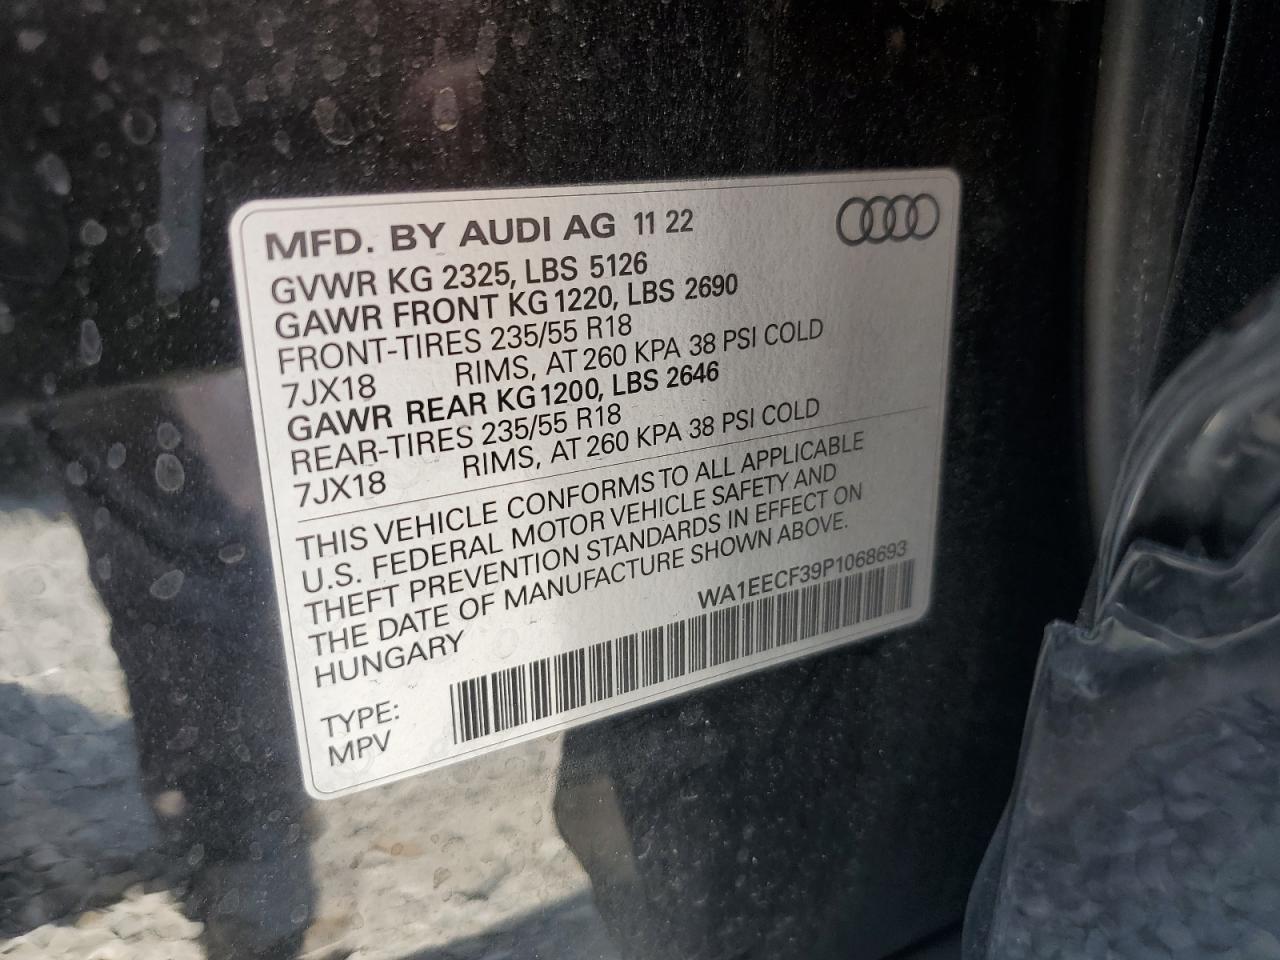 MFD. BY AUDI AG 11 22
GVWR KG 2325, LBS 5126
GAWR FRONT KG 1220, LBS 2690
FRONT-TIRES 235/55 R18
7JX18 RIMS, AT 260 KPA 38 PSI COLD
GAWR REAR KG 1200, LBS 2646
REAR-TIRES 235/55 R18
7JX18 RIMS, AT 260 KPA 38 PSI COLD
THIS VEHICLE CONFORMS TO ALL APPLICABLE
U.S. FEDERAL MOTOR VEHICLE SAFETY AND
THEFT PREVENTION STANDARDS IN EFFECT ON
THE DATE OF MANUFACTURE SHOWN ABOVE.
HUNGARY
WA1EECF39P1068693
TYPE:
MPV